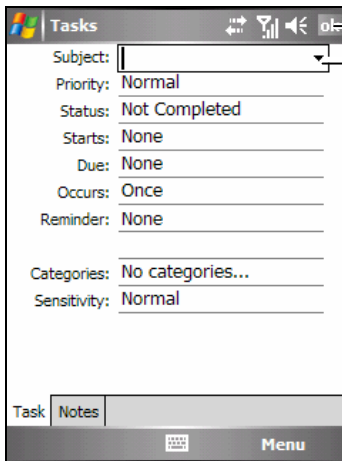 Tasks ok
Subject:
Priority: Normal
Status: Not Completed
Starts: None
Due: None
Occurs: Once
Reminder: None
Categories: No categories...
Sensitivity: Normal
Task Notes
Menu